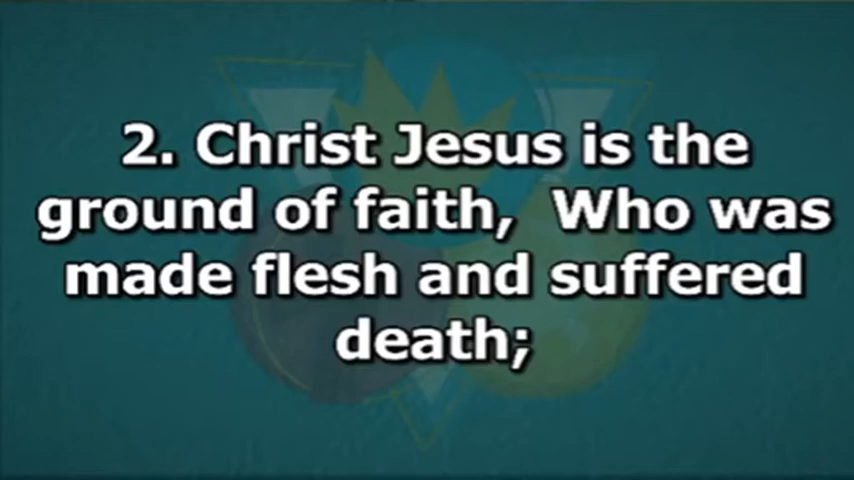 2. Christ Jesus is the
ground of faith,  Who was
made flesh and suffered
death;